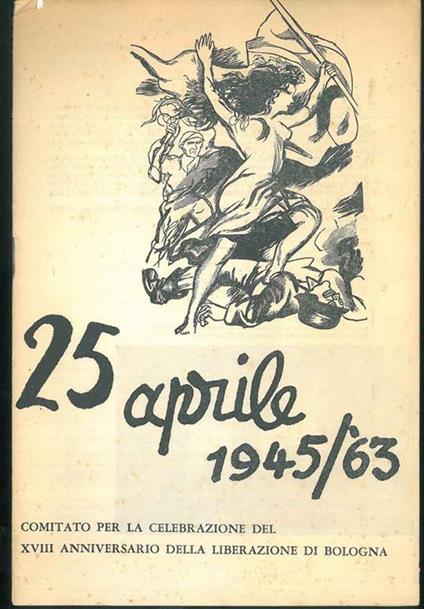 25 aprile
1945/'63
COMITATO PER LA CELEBRAZIONE DEL
XVIII ANNIVERSARIO DELLA LIBERAZIONE DI BOLOGNA